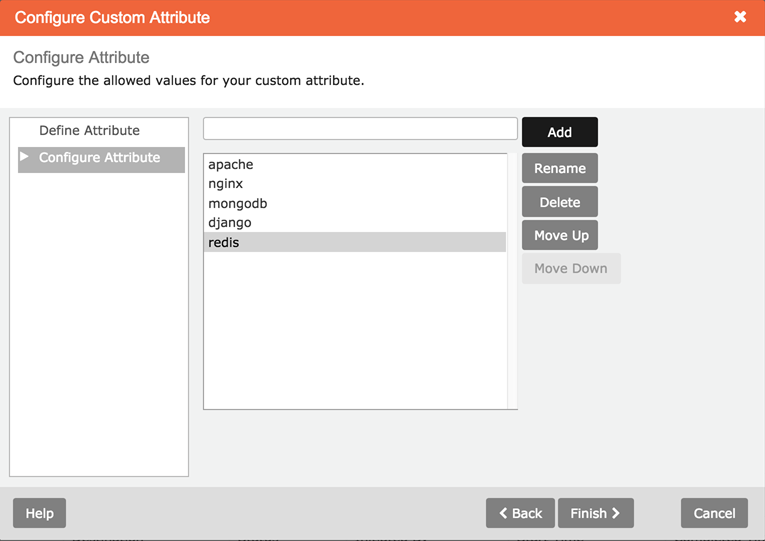 Configure Custom Attribute
Configure Attribute
Configure the allowed values for your custom attribute.
Define Attribute
Configure Attribute
Add
apache
nginx
mongodb
django
redis
Rename
Delete
Move Up
Move Down
Help
Back
Finish
Cancel